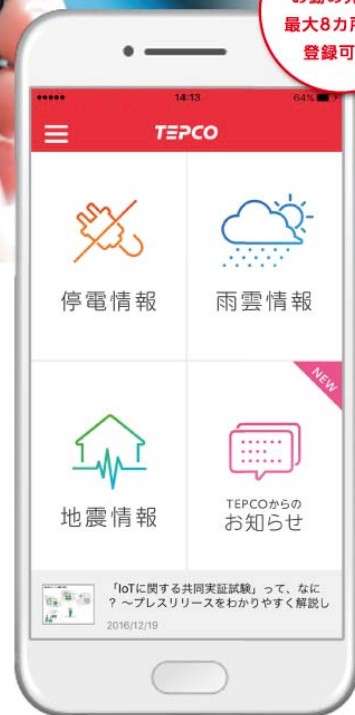 最大8カ所
登録可
14:13
64%
TEPCO
停電情報
雨雲情報
NEW
地震情報
TEPCOからの
お知らせ
「IoTに関する共同実証試験」って、なに
？ ～プレスリリースをわかりやすく解説し
2016/12/19